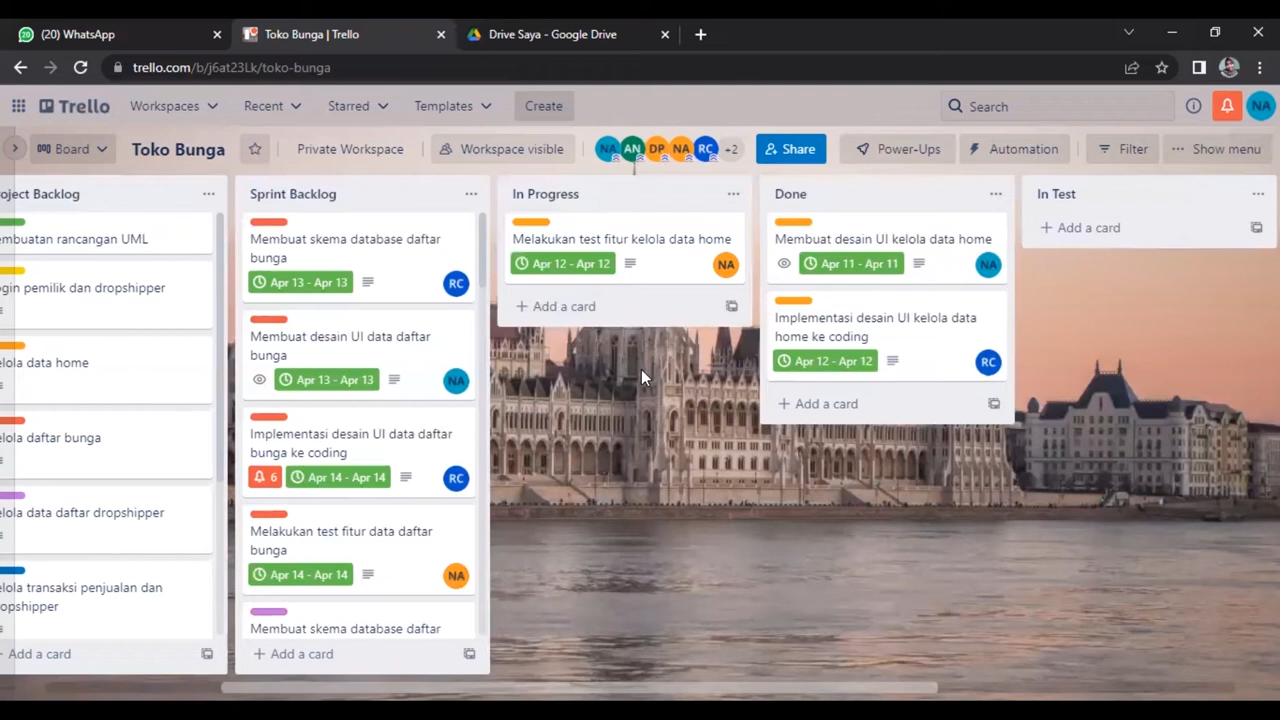 (20) WhatsApp
Toko Bunga | Trello
Drive Saya - Google Drive
trello.com/b/j6at23Lk/toko-bunga
Trello
Workspaces
Recent
Starred
Templates
Create
Search
NA
Board
Toko Bunga
Private Workspace
Workspace visible
NA
AN
DP
NA
RC
+2
Share
Power-Ups
Automation
Filter
Show menu
roject Backlog
embuatan rancangan UML
ogin pemilik dan dropshipper
elola data home
elola daftar bunga
elola data daftar dropshipper
elola transaksi penjualan dan
ropshipper
Add a card
Sprint Backlog
Membuat skema database daftar
bunga
Apr 13 - Apr 13
RC
Membuat desain UI data daftar
bunga
Apr 13 - Apr 13
NA
Implementasi desain UI data daftar
bunga ke coding
6
Apr 14 - Apr 14
RC
Melakukan test fitur data daftar
bunga
Apr 14 - Apr 14
NA
Membuat skema database daftar
Add a card
In Progress
Melakukan test fitur kelola data home
Apr 12 - Apr 12
NA
Add a card
Done
Membuat desain UI kelola data home
Apr 11 - Apr 11
NA
Implementasi desain UI kelola data
home ke coding
Apr 12 - Apr 12
RC
Add a card
In Test
Add a card